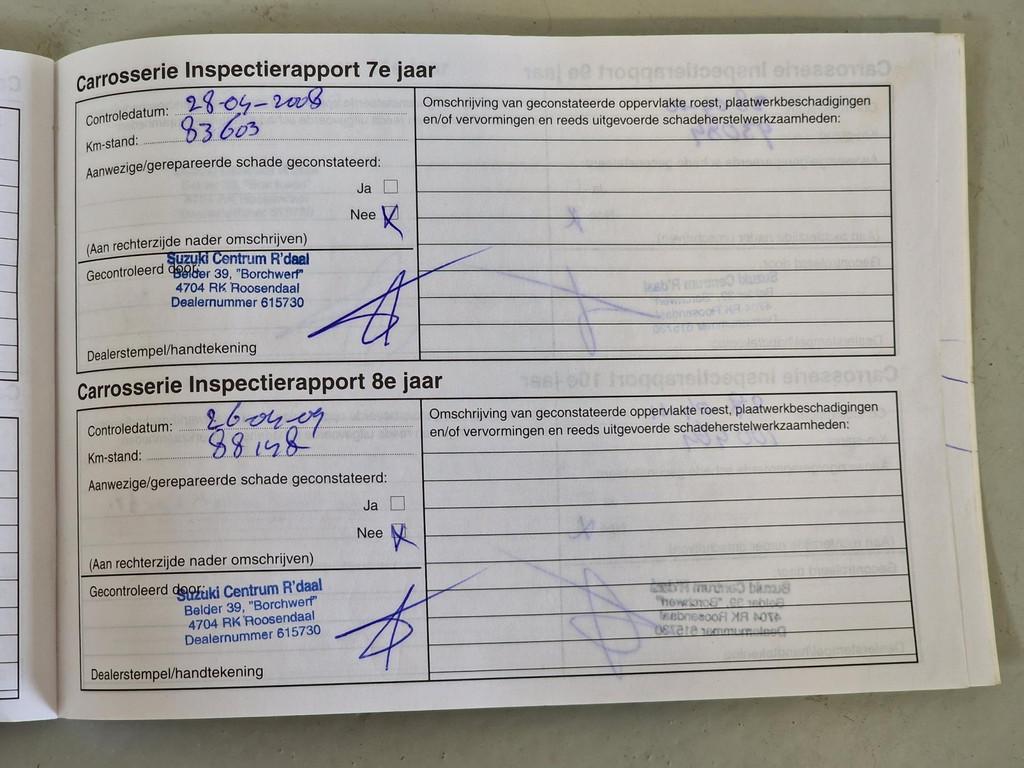 Carrosserie Inspectierapport 7e jaar
Controledatum: 28-04-2008
Km-stand: 83603
Aanwezige/gerepareerde schade geconstateerd:
Ja
Nee
(Aan rechterzijde nader omschrijven)
Gecontroleerd door:
Suzuki Centrum R'daal
Belder 39, "Borchwerf"
4704 RK Roosendaal
Dealernummer 615730
Dealerstempel/handtekening
Omschrijving van geconstateerde oppervlakte roest, plaatwerkbeschadigingen
en/of vervormingen en reeds uitgevoerde schadeherstelwerkzaamheden:
Carrosserie Inspectierapport 8e jaar
Controledatum: 26-04-09
Km-stand: 88148
Aanwezige/gerepareerde schade geconstateerd:
Ja
Nee
(Aan rechterzijde nader omschrijven)
Gecontroleerd door:
Suzuki Centrum R'daal
Belder 39, "Borchwerf"
4704 RK Roosendaal
Dealernummer 615730
Dealerstempel/handtekening
Omschrijving van geconstateerde oppervlakte roest, plaatwerkbeschadigingen
en/of vervormingen en reeds uitgevoerde schadeherstelwerkzaamheden: